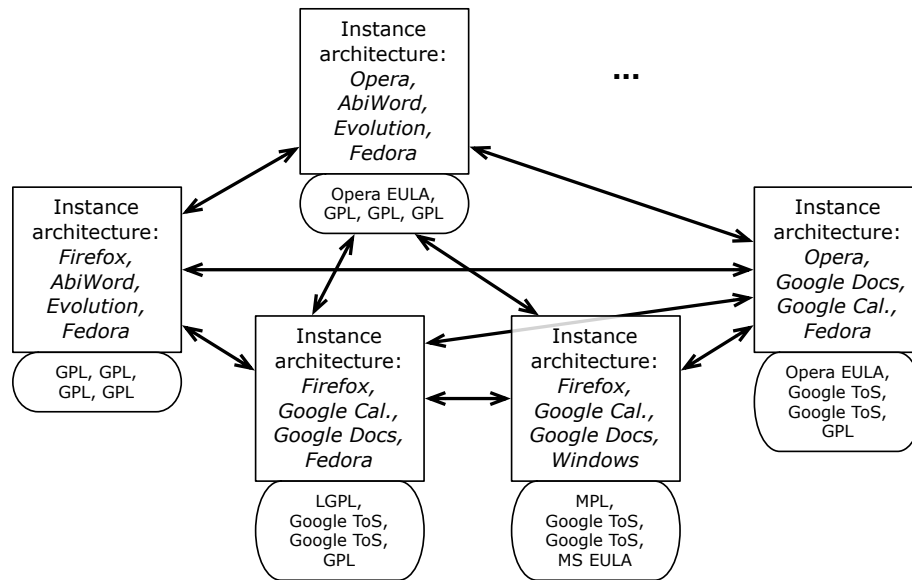 Instance
architecture:
Opera,
AbiWord,
Evolution,
Fedora
...
Opera EULA,
GPL, GPL, GPL
Instance
architecture:
Firefox,
AbiWord,
Evolution,
Fedora
GPL, GPL,
GPL, GPL
Instance
architecture:
Opera,
Google Docs,
Google Cal.,
Fedora
Opera EULA,
Google ToS,
Google ToS,
GPL
Instance
architecture:
Firefox,
Google Cal.,
Google Docs,
Fedora
LGPL,
Google ToS,
Google ToS,
GPL
Instance
architecture:
Firefox,
Google Cal.,
Google Docs,
Windows
MPL,
Google ToS,
Google ToS,
MS EULA